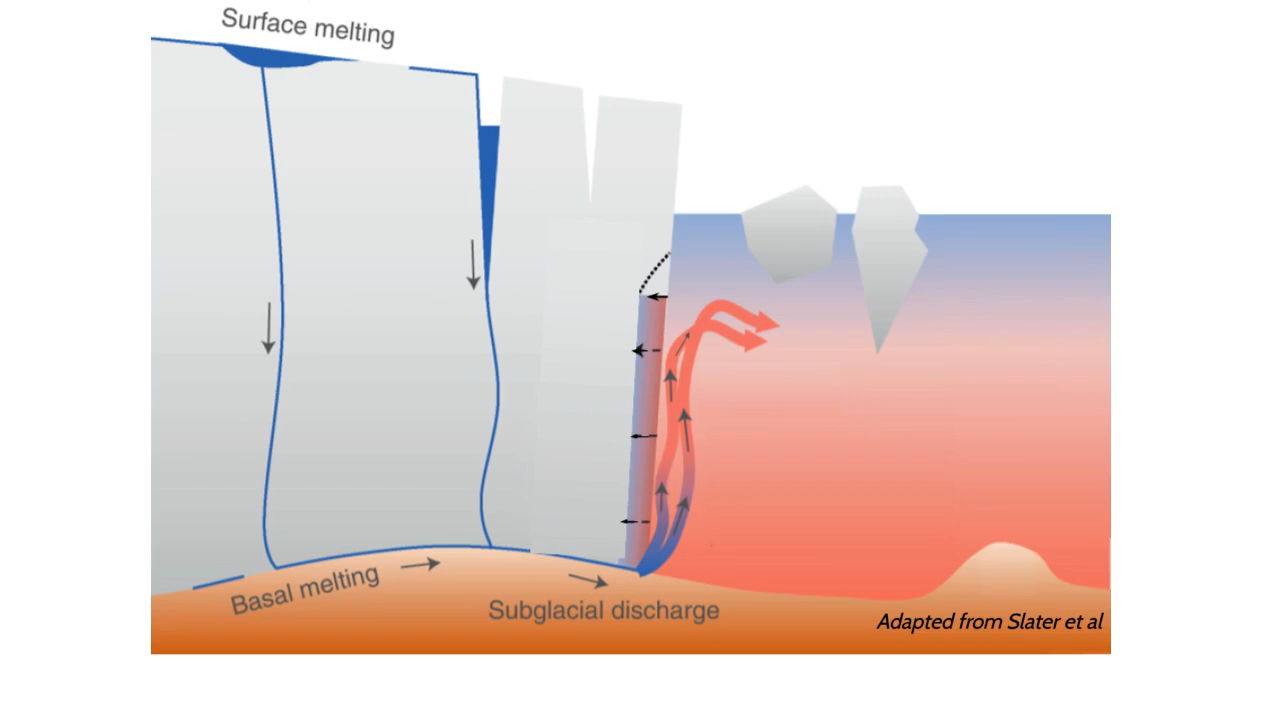 Surface melting
Basal melting
Subglacial discharge
Adapted from Slater et al